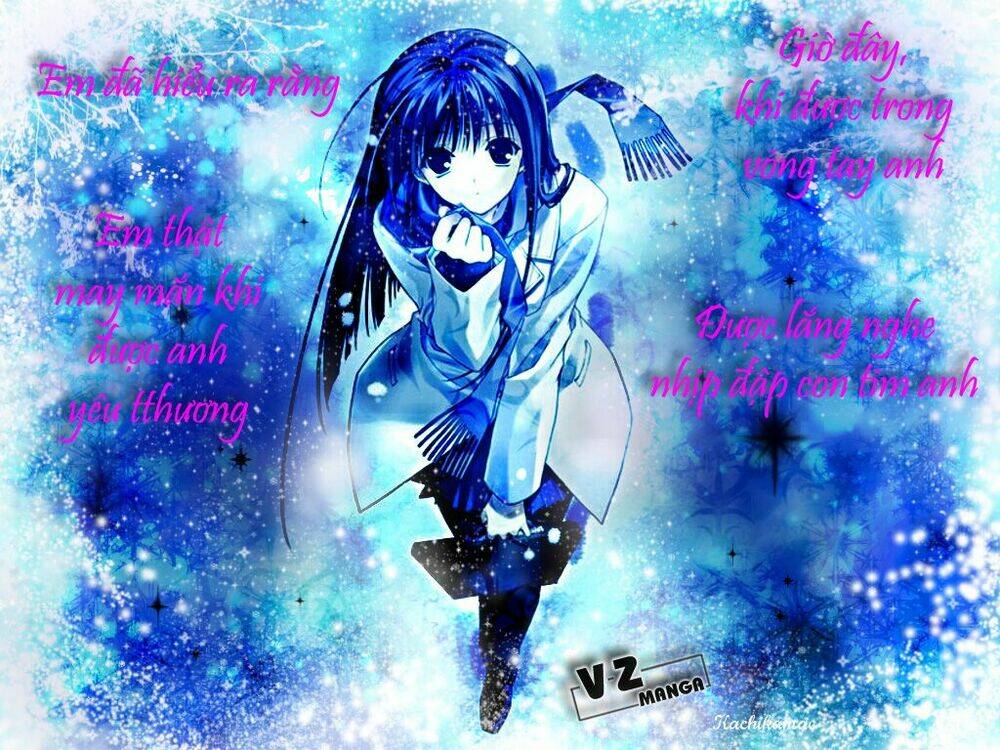 Giờ đây,
khi được trong
vòng tay anh
Được lắng nghe
nhịp đập con tim anh
Em đã hiểu ra rằng
Em thật
may mắn khi
được anh
yêu tthương
V-Z
MANGA